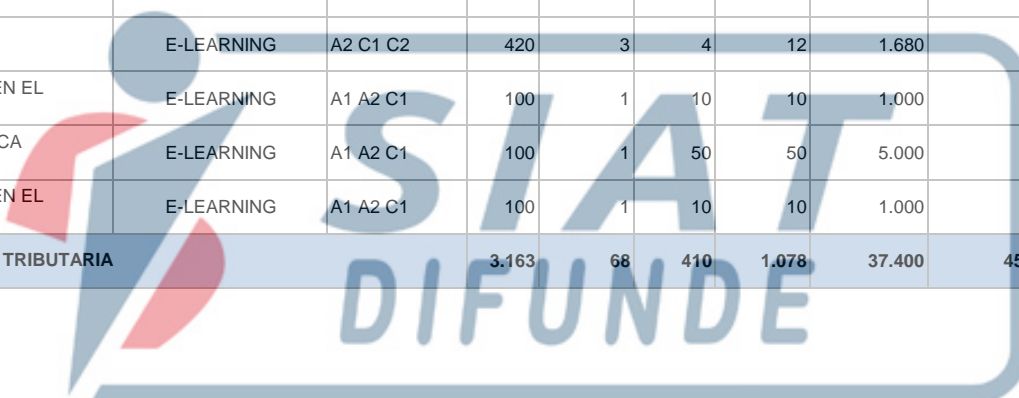 E-LEARNING A2 C1 C2 420 3 4 12 1.680
EN EL
E-LEARNING A1 A2 C1 100 1 10 10 1.000
CA
E-LEARNING A1 A2 C1 100 1 50 50 5.000
EN EL
E-LEARNING A1 A2 C1 100 1 10 10 1.000
TRIBUTARIA 3.163 68 410 1.078 37.400 45
SIAT
DIFUNDE